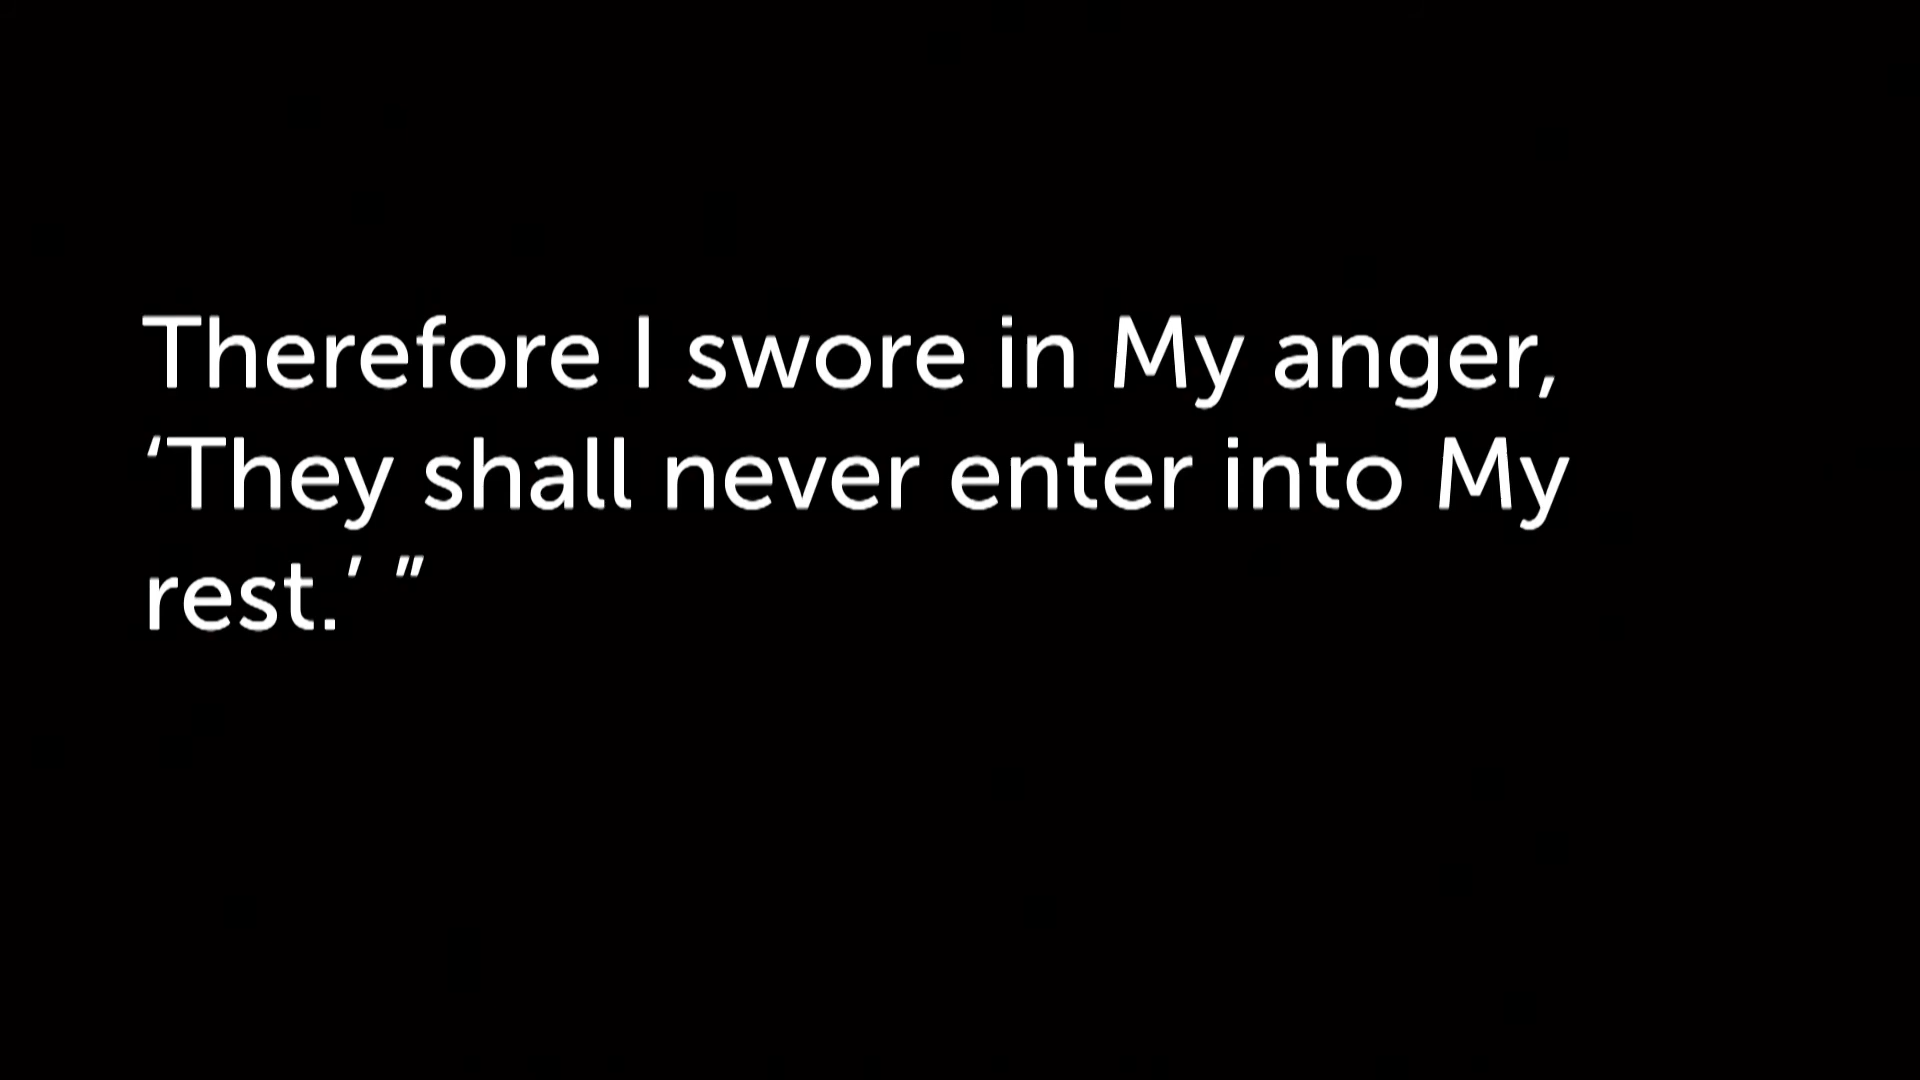 Therefore I swore in My anger,
‘They shall never enter into My
rest.’ ”